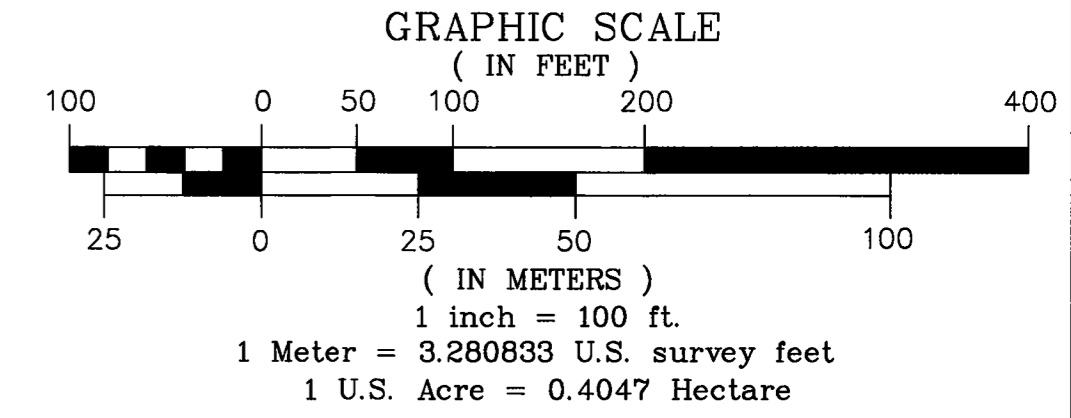 GRAPHIC SCALE
( IN FEET )
100 0 50 100 200 400
25 0 25 50 100
( IN METERS )
1 inch = 100 ft.
1 Meter = 3.280833 U.S. survey feet
1 U.S. Acre = 0.4047 Hectare